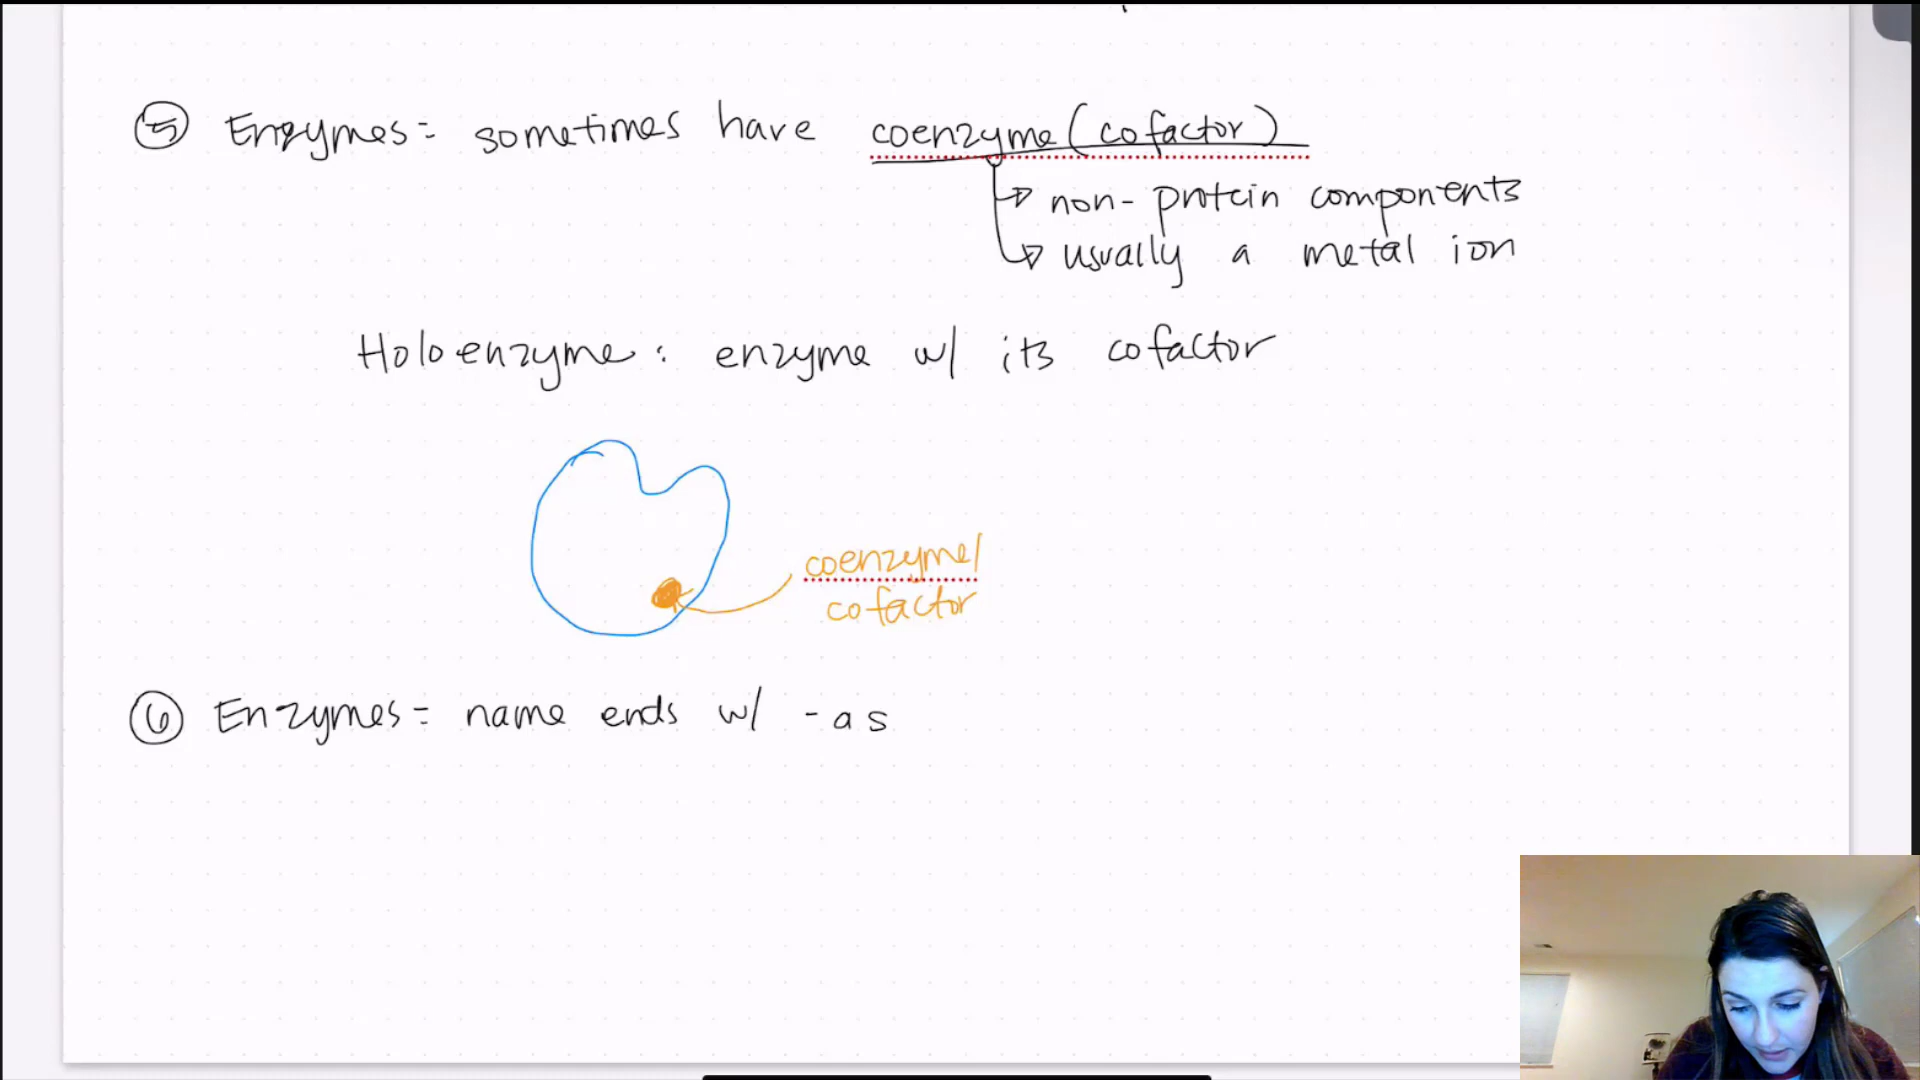 ⑤ Enzymes= sometimes have coenzyme (cofactor)
non-protein components
usually a metal ion
Holoenzyme: enzyme w/ its cofactor
coenzyme/
cofactor
⑥ Enzymes= name ends w/ -as